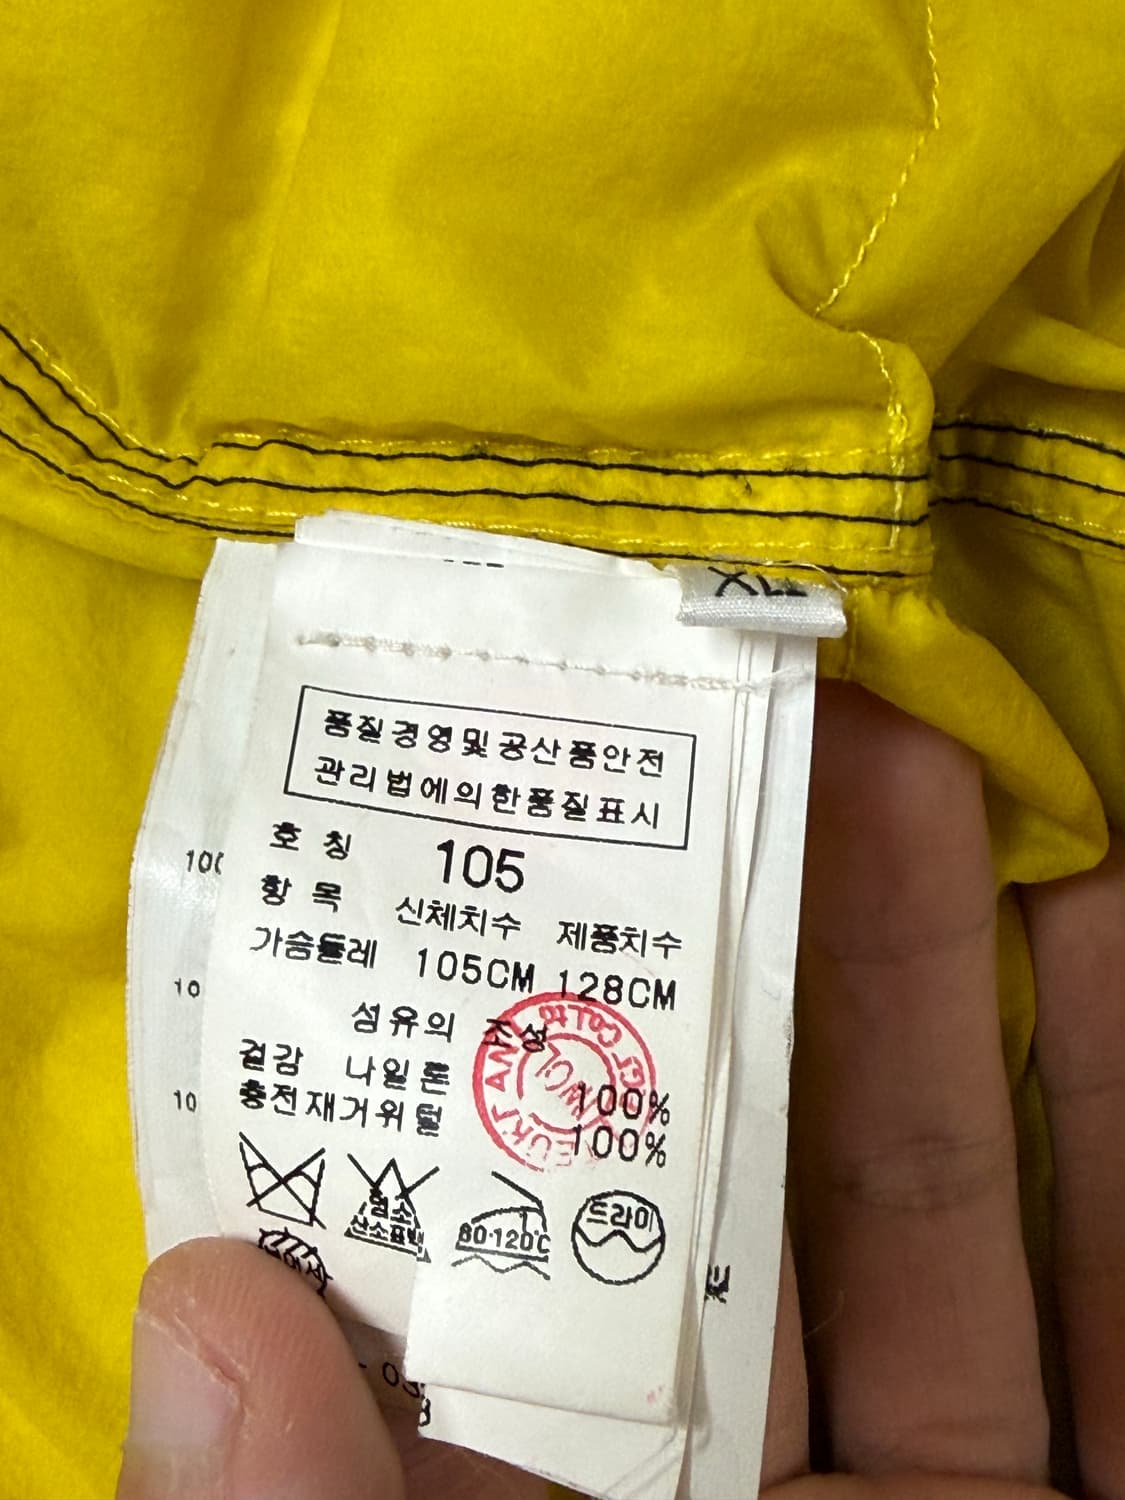 XL
품질경영및공산품안전
관리법에의한품질표시
호 칭 105
항 목 신체치수 제품치수
가슴둘레 105CM 128CM
섬유의 조성
겉감 나일론 100%
충전재거위털 100%
염소
산소표백
80-120℃
드라이
100
10
10